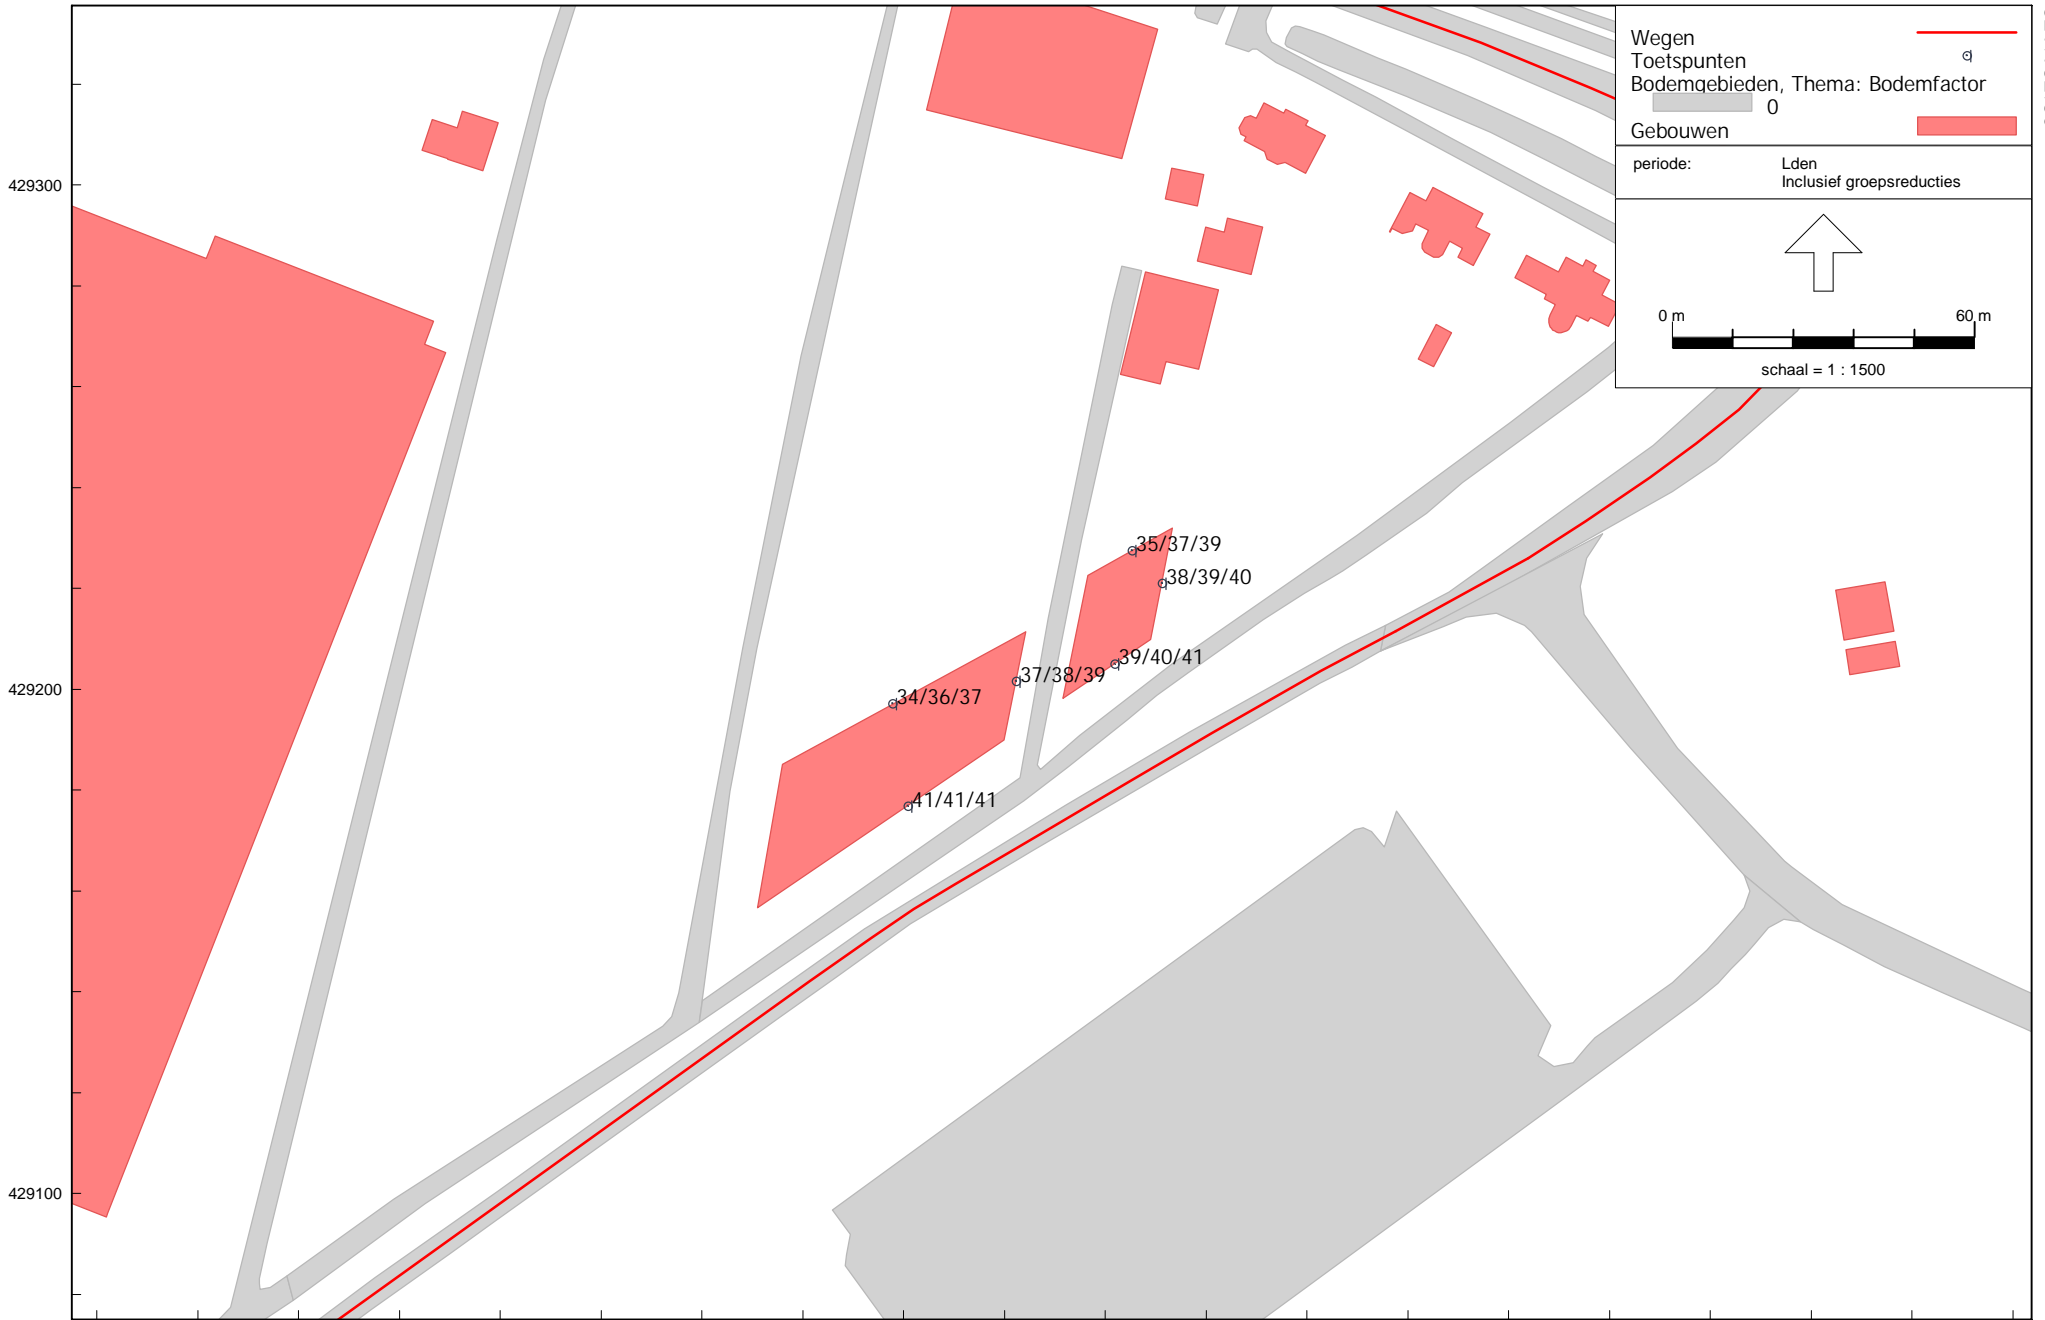 Wegen
Toetspunten
Bodemgebieden, Thema: Bodemfactor
0
Gebouwen
periode: Lden
Inclusief groepsreducties
0 m 60 m
schaal = 1 : 1500
429300
35/37/39
38/39/40
39/40/41
37/38/39
34/36/37
429200
41/41/41
429100